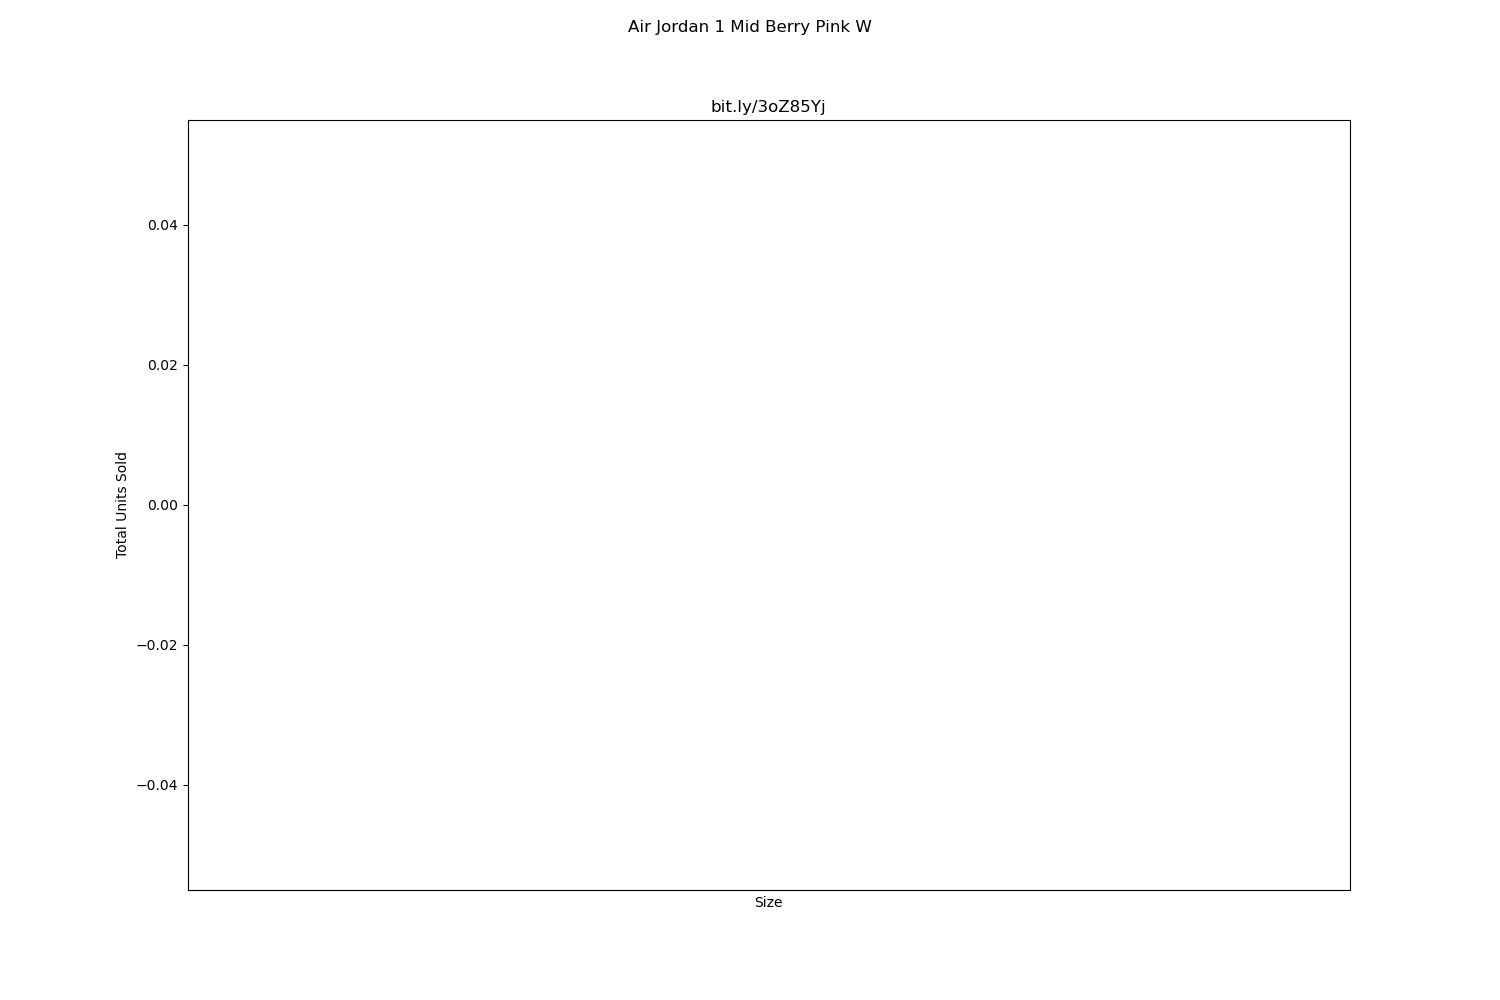 Air Jordan 1 Mid Berry Pink W
bit.ly/3oZ85Yj
0.04
0.02
0.00
−0.02
−0.04
Total Units Sold
Size